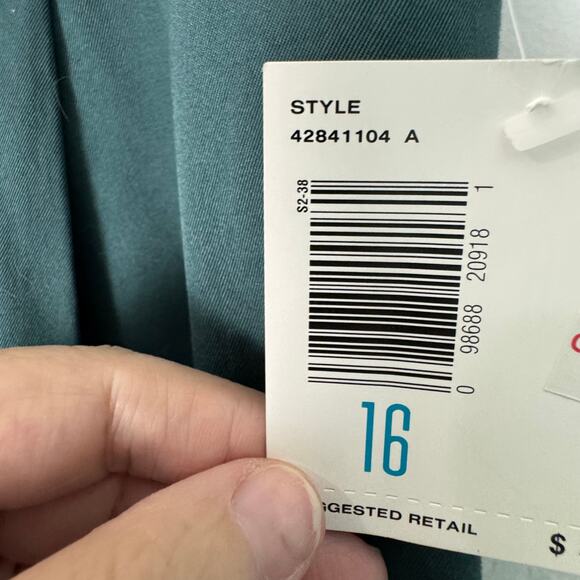 STYLE
42841104 A
S2-38
0 98688 20918 1
16
GGESTED RETAIL
$